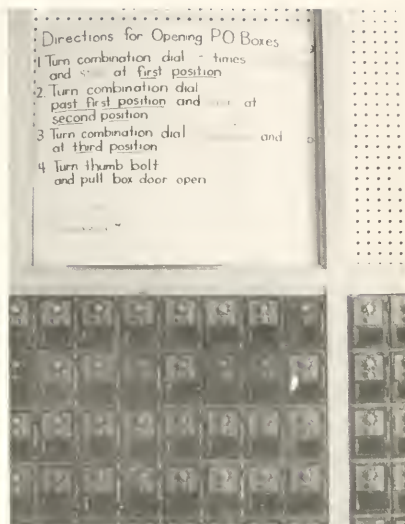 Directions for Opening PO Boxes
1 Turn combination dial - times
and at first position
2. Turn combination dial
past first position and at
second position
3 Turn combination dial and
at third position
4 Turn thumb bolt
and pull box door open